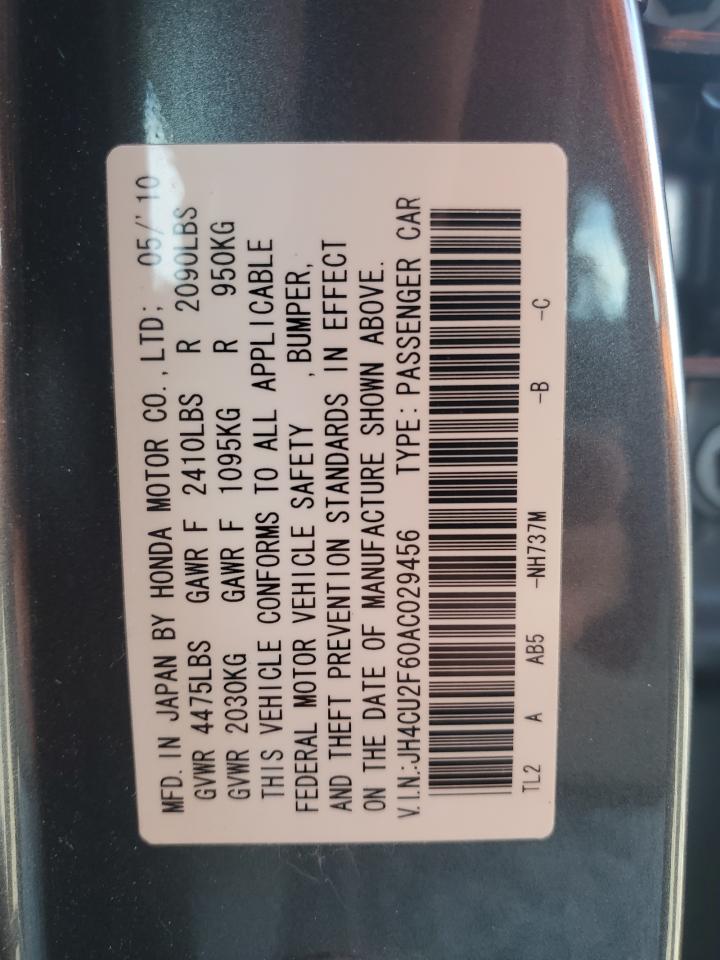 MFD. IN JAPAN BY HONDA MOTOR CO.,LTD; 05/'10
GVWR 4475LBS GAWR F 2410LBS R 2090LBS
GVWR 2030KG GAWR F 1095KG R 950KG
THIS VEHICLE CONFORMS TO ALL APPLICABLE
FEDERAL MOTOR VEHICLE SAFETY ,BUMPER,
AND THEFT PREVENTION STANDARDS IN EFFECT
ON THE DATE OF MANUFACTURE SHOWN ABOVE.
V.IN.:JH4CU2F60AC029456 TYPE:PASSENGER CAR
TL2 A AB5 -NH737M -B -C